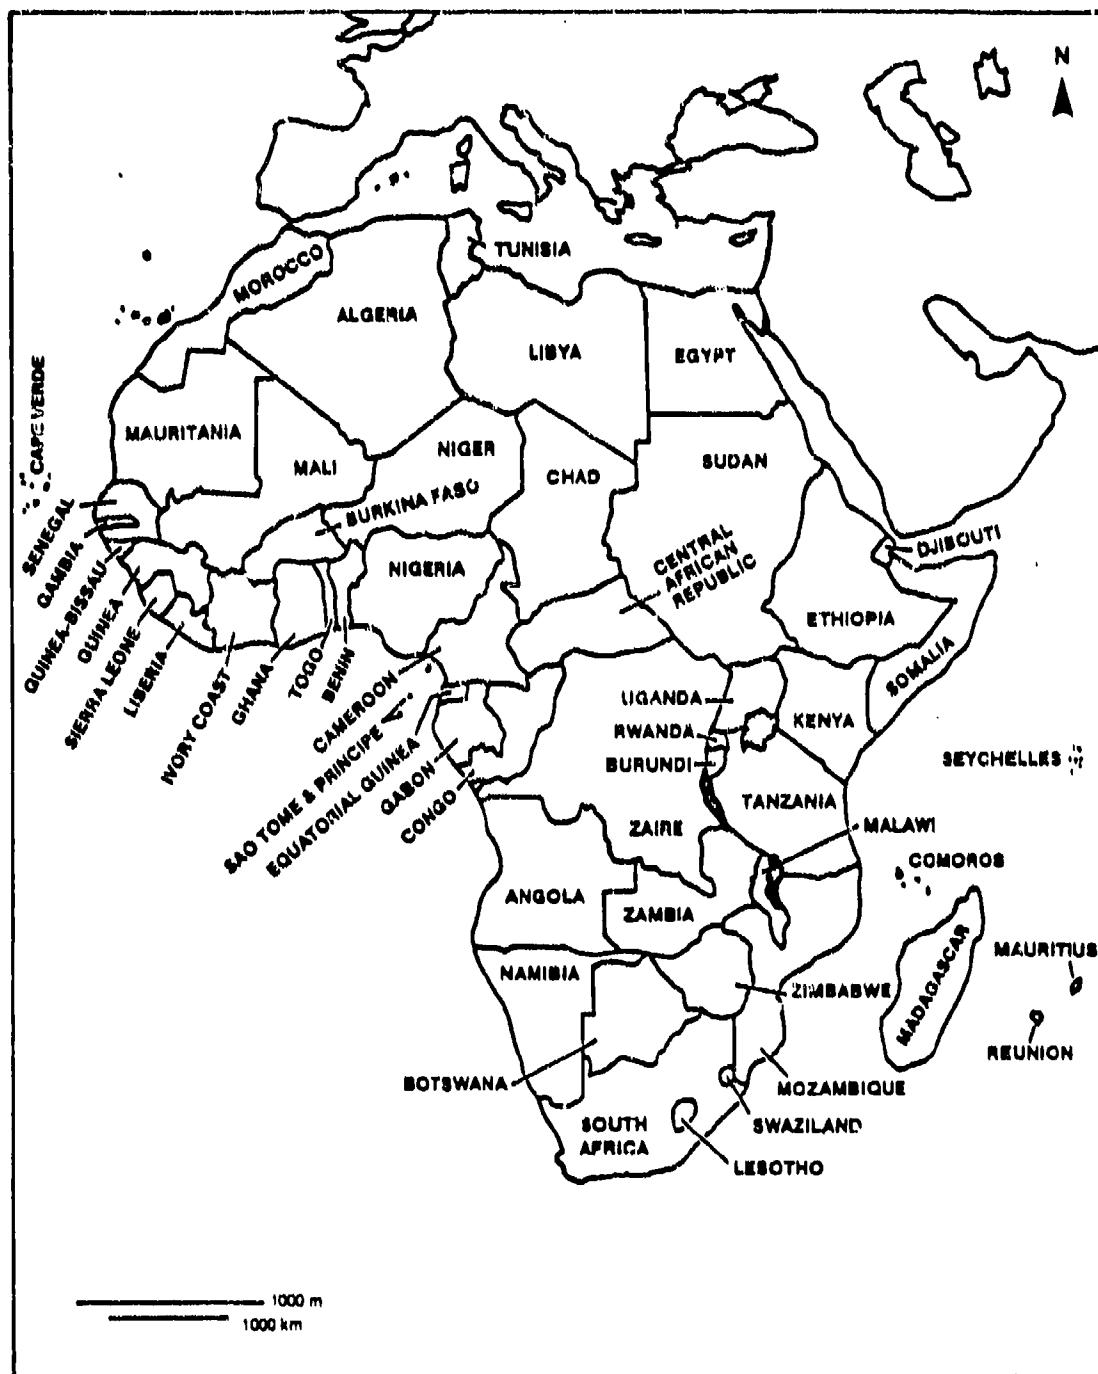 N
TUNISIA
MOROCCO
ALGERIA
LIBYA
EGYPT
CAPE VERDE
MAURITANIA
MALI
NIGER
CHAD
SUDAN
BURKINA FASO
SENEGAL
GAMBIA
GUINEA-BISSAU
GUINEA
SIERRA LEONE
LIBERIA
IVORY COAST
GHANA
TOGO
BENIN
NIGERIA
CENTRAL
AFRICAN
REPUBLIC
DJIBOUTI
ETHIOPIA
SOMALIA
CAMEROON
SAO TOME & PRINCIPE
EQUATORIAL GUINEA
GABON
CONGO
UGANDA
RWANDA
BURUNDI
KENYA
SEYCHELLES
TANZANIA
ZAIRE
MALAWI
COMOROS
ANGOLA
ZAMBIA
MADAGASCAR
MAURITIUS
NAMIBIA
ZIMBABWE
REUNION
BOTSWANA
MOZAMBIQUE
SOUTH
AFRICA
SWAZILAND
LESOTHO
1000 m
1000 km